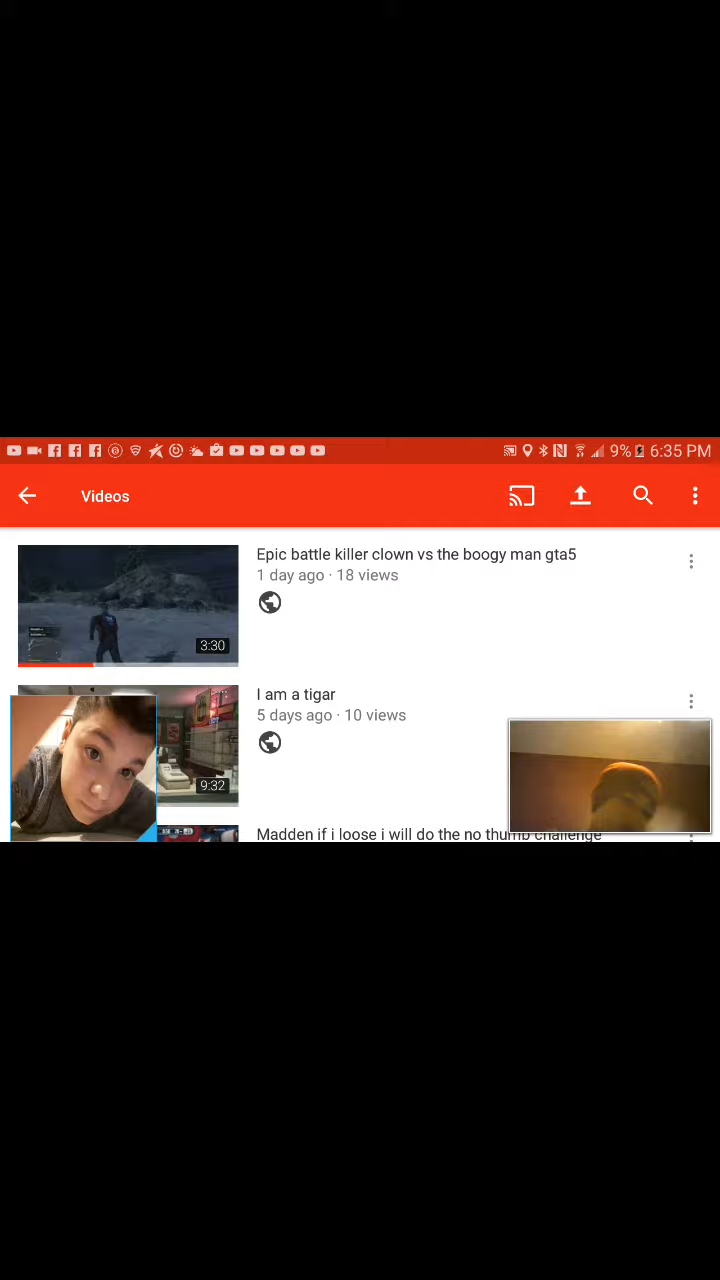 9% 6:35 PM
Videos
Epic battle killer clown vs the boogy man gta5
1 day ago · 18 views
3:30
I am a tigar
5 days ago · 10 views
9:32
Madden if i loose i will do the no thumb challenge